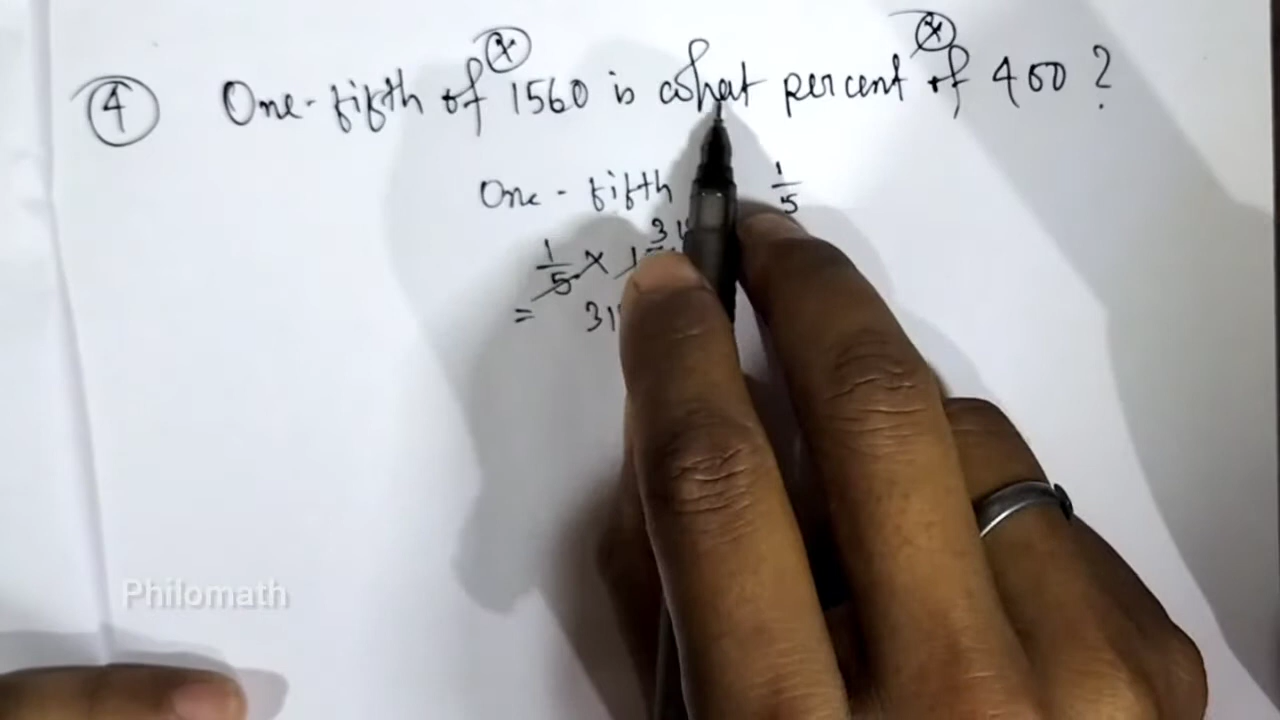 (×) (×)
④ One-fifth of 1560 is what percent of 400 ?
One - fifth 1/5
1/5 ×
= 31
Philomath